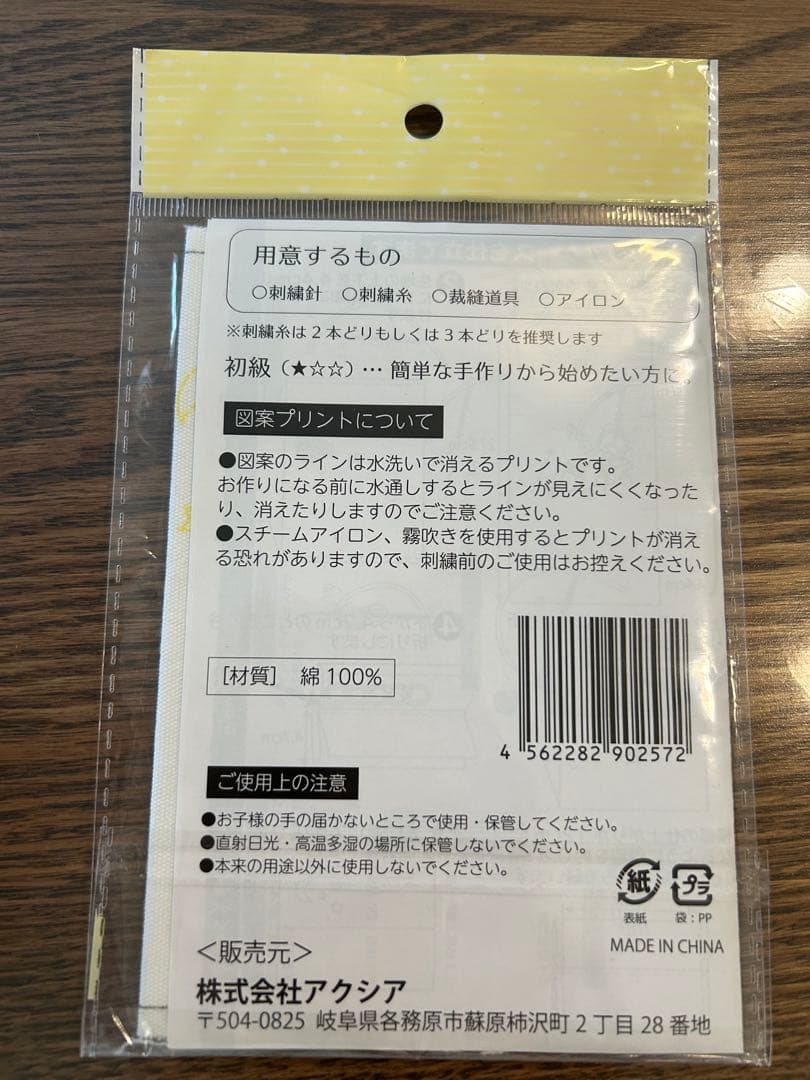 用意するもの
○刺繍針 ○刺繍糸 ○裁縫道具 ○アイロン
※刺繍糸は2本どりもしくは3本どりを推奨します
初級（★☆☆）… 簡単な手作りから始めたい方に。
図案プリントについて
●図案のラインは水洗いで消えるプリントです。
お作りになる前に水通しするとラインが見えにくくなった
り、消えたりしますのでご注意ください。
●スチームアイロン、霧吹きを使用するとプリントが消え
る恐れがありますので、刺繍前のご使用はお控えください。
［材質］ 綿100%
4 562282 902572
ご使用上の注意
●お子様の手の届かないところで使用・保管してください。
●直射日光・高温多湿の場所に保管しないでください。
●本来の用途以外に使用しないでください。
紙 プラ
表紙 袋：PP
MADE IN CHINA
＜販売元＞
株式会社アクシア
〒504-0825 岐阜県各務原市蘇原柿沢町2丁目28番地